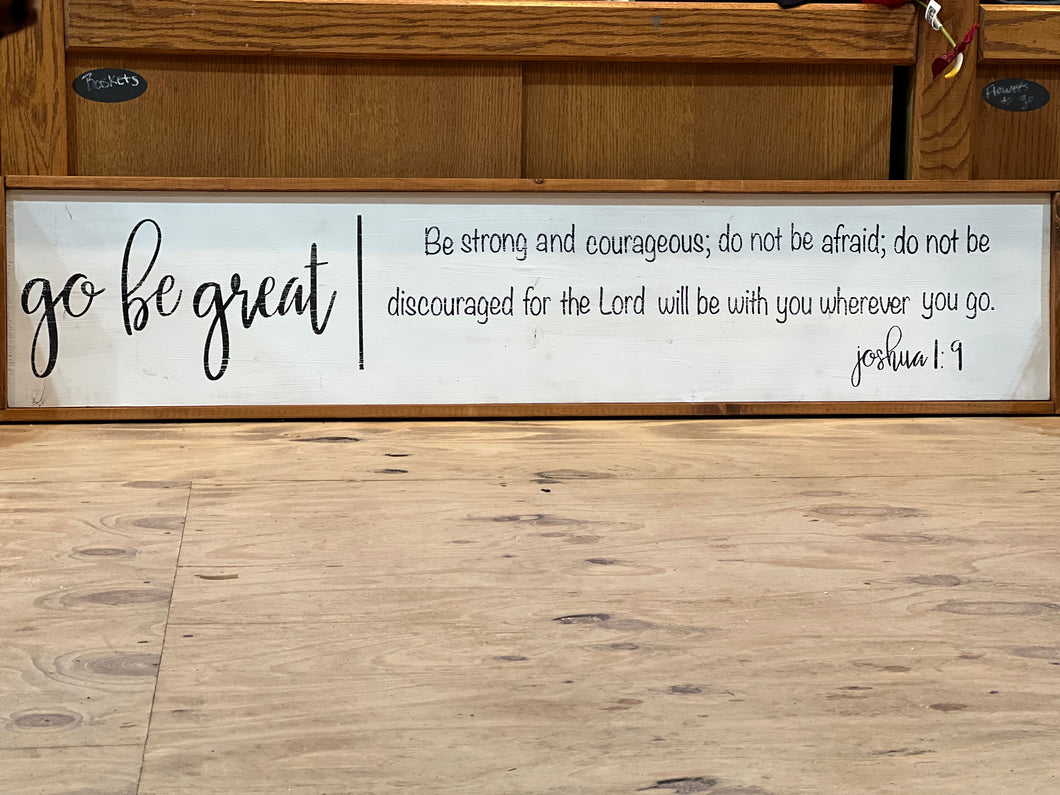 Baskets
Flowers
to go
go be great
Be strong and courageous; do not be afraid; do not be
discouraged for the Lord will be with you wherever you go.
joshua 1:9